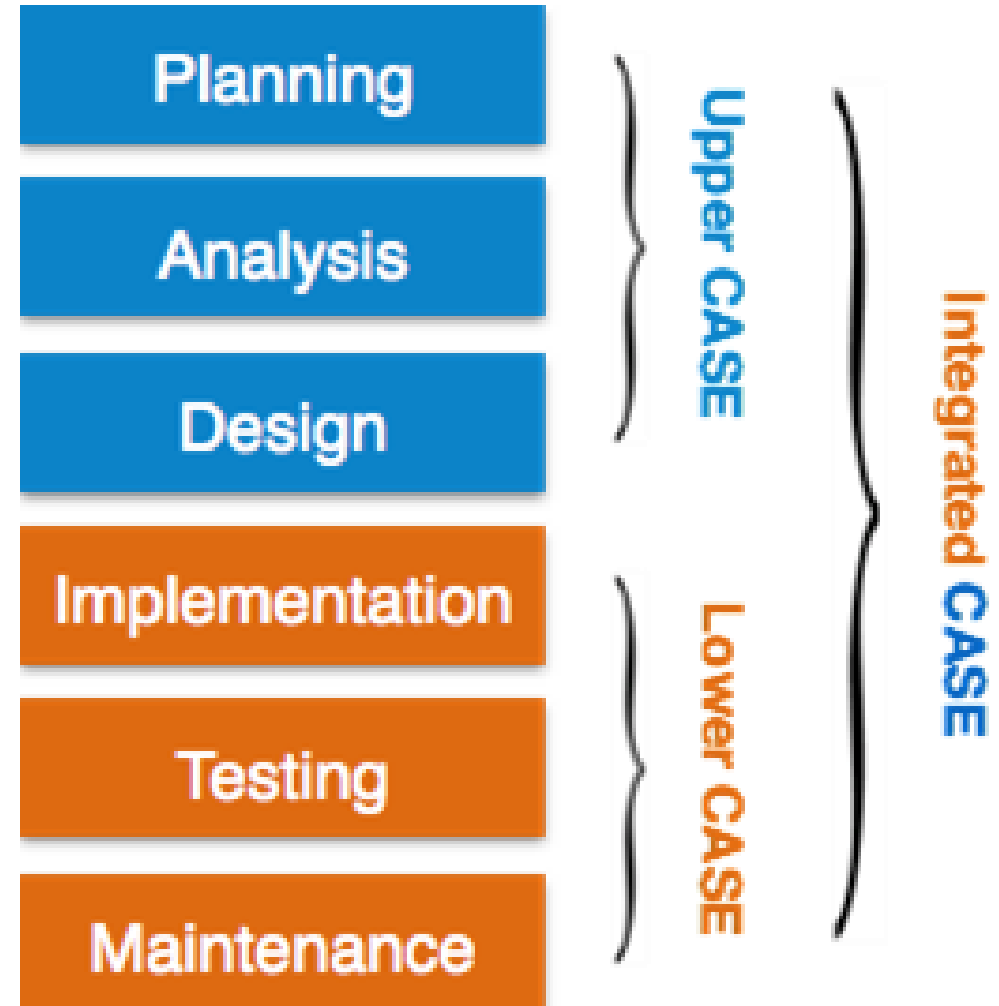 Planning
Analysis
Design
Implementation
Testing
Maintenance
Upper CASE
Lower CASE
Integrated CASE